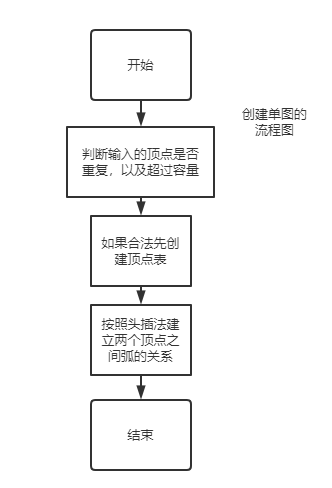 开始
创建单图的
流程图
判断输入的顶点是否
重复，以及超过容量
如果合法先创
建顶点表
按照头插法建
立两个顶点之
间弧的关系
结束